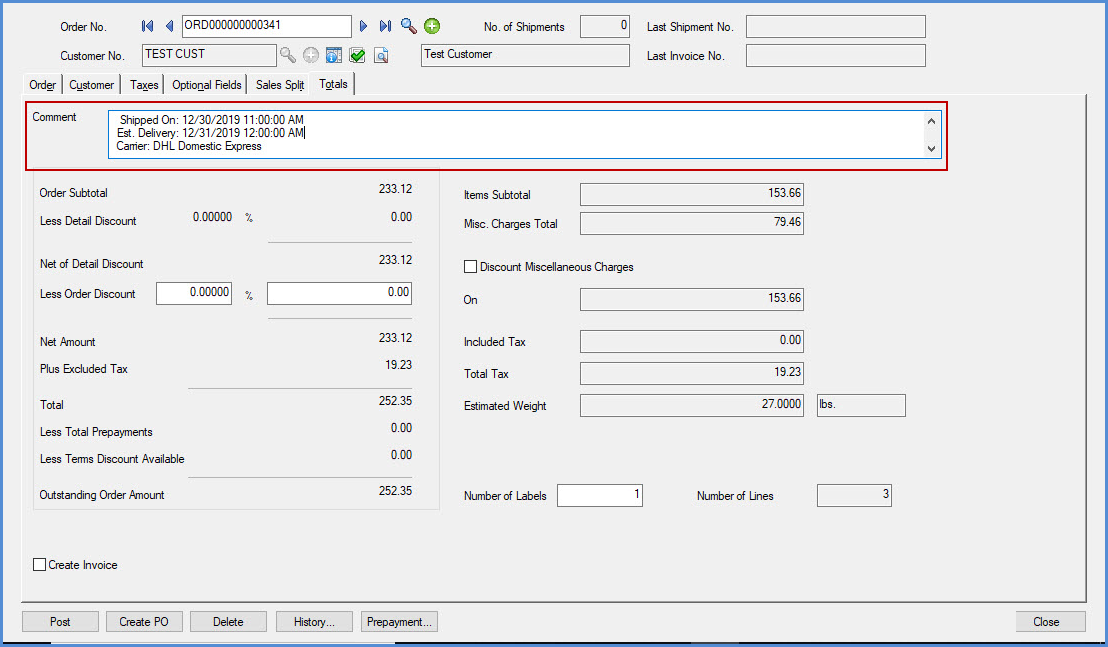 Order No. ORD000000000341 No. of Shipments 0 Last Shipment No.
Customer No. TEST CUST Test Customer Last Invoice No.
Order Customer Taxes Optional Fields Sales Split Totals
Comment
Shipped On: 12/30/2019 11:00:00 AM
Est. Delivery: 12/31/2019 12:00:00 AM
Carrier: DHL Domestic Express
Order Subtotal 233.12
Less Detail Discount 0.00000 % 0.00
Net of Detail Discount 233.12
Less Order Discount 0.00000 % 0.00
Net Amount 233.12
Plus Excluded Tax 19.23
Total 252.35
Less Total Prepayments 0.00
Less Terms Discount Available 0.00
Outstanding Order Amount 252.35
Items Subtotal 153.66
Misc. Charges Total 79.46
Discount Miscellaneous Charges
On 153.66
Included Tax 0.00
Total Tax 19.23
Estimated Weight 27.0000 lbs.
Number of Labels 1 Number of Lines 3
Create Invoice
Post Create PO Delete History... Prepayment... Close